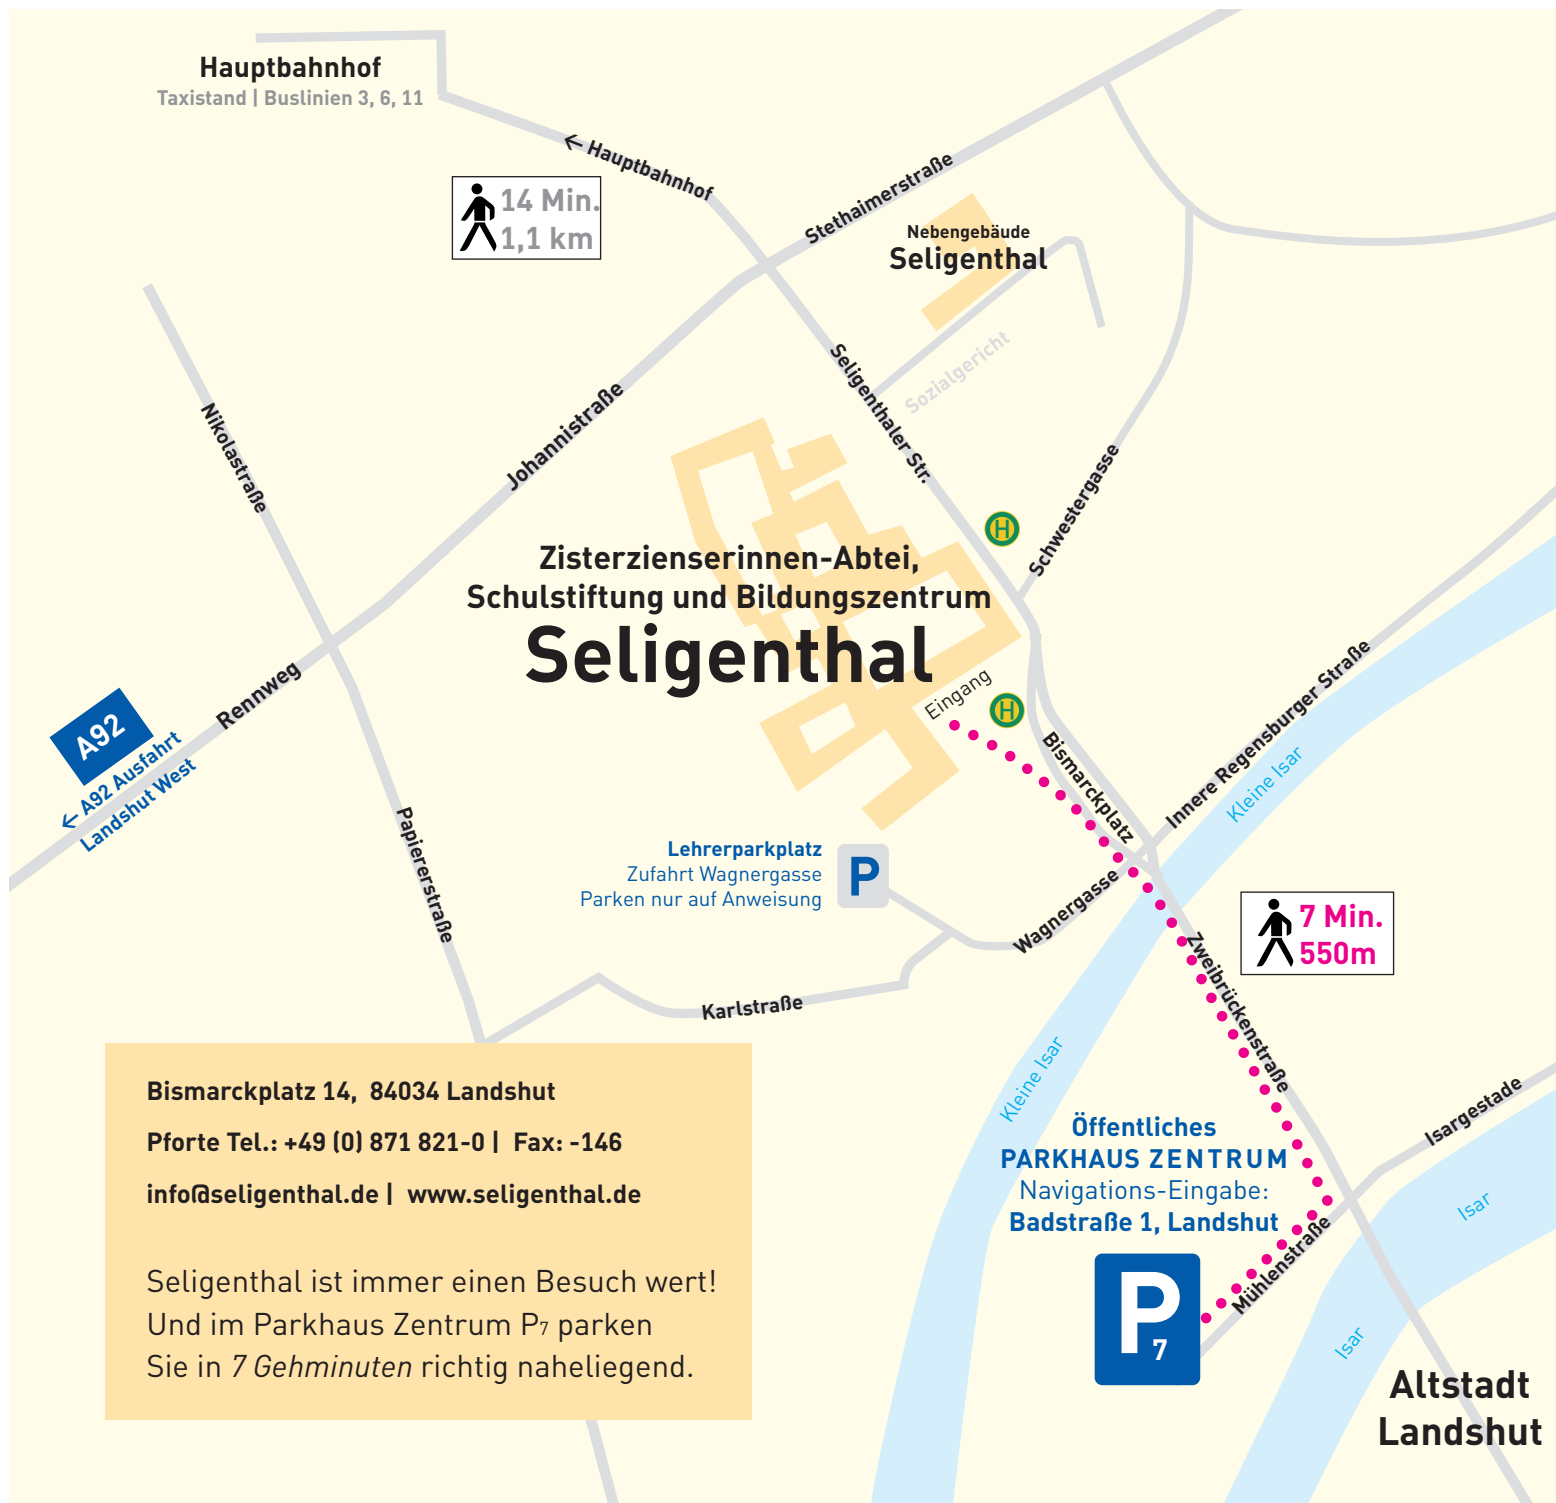 Hauptbahnhof
Taxistand | Buslinien 3, 6, 11
← Hauptbahnhof
14 Min.
1,1 km
Stethaimerstraße
Nebengebäude
Seligenthal
Sozialgericht
Seligenthaler Str.
Nikolastraße
Johannistraße
Schwestergasse
H
Zisterzienserinnen-Abtei,
Schulstiftung und Bildungszentrum
Seligenthal
Eingang
H
Rennweg
A92
← A92 Ausfahrt
Landshut West
Bismarckplatz
Innere Regensburger Straße
Kleine Isar
Papiererstraße
Lehrerparkplatz
Zufahrt Wagnergasse
Parken nur auf Anweisung
P
Wagnergasse
7 Min.
550m
Zweibrückenstraße
Karlstraße
Kleine Isar
Isargestade
Isar
Öffentliches
PARKHAUS ZENTRUM
Navigations-Eingabe:
Badstraße 1, Landshut
P7
Mühlenstraße
Isar
Altstadt
Landshut
Bismarckplatz 14, 84034 Landshut
Pforte Tel.: +49 (0) 871 821-0 | Fax: -146
info@seligenthal.de | www.seligenthal.de
Seligenthal ist immer einen Besuch wert!
Und im Parkhaus Zentrum P7 parken
Sie in 7 Gehminuten richtig naheliegend.